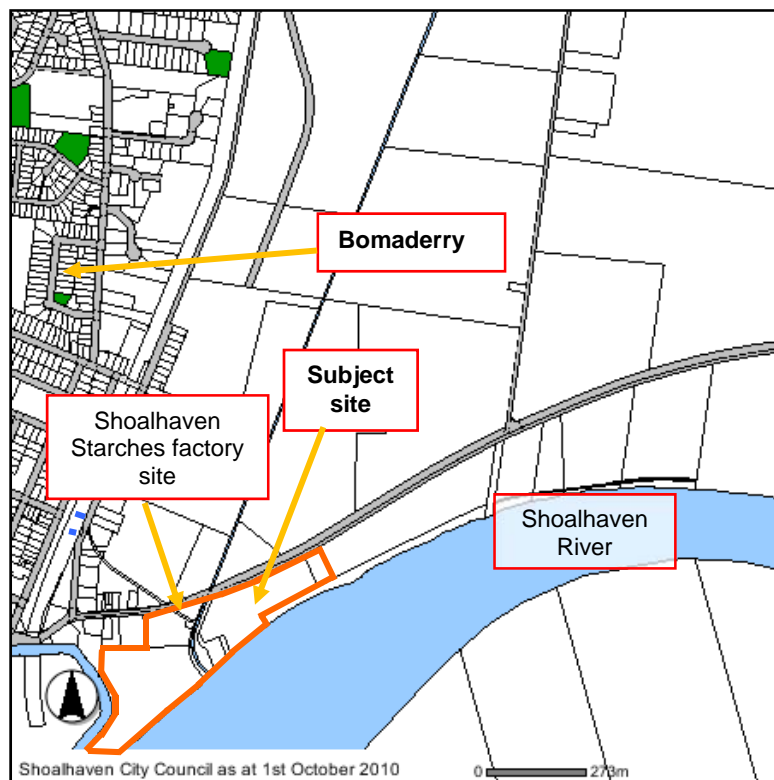 Bomaderry
Subject
site
Shoalhaven
Starches factory
site
Shoalhaven
River
Shoalhaven City Council as at 1st October 2010
0 273m